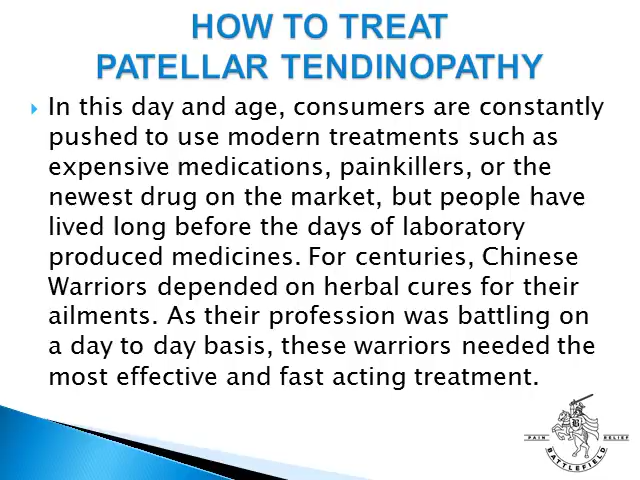 HOW TO TREAT
PATELLAR TENDINOPATHY
In this day and age, consumers are constantly
pushed to use modern treatments such as
expensive medications, painkillers, or the
newest drug on the market, but people have
lived long before the days of laboratory
produced medicines. For centuries, Chinese
Warriors depended on herbal cures for their
ailments. As their profession was battling on
a day to day basis, these warriors needed the
most effective and fast acting treatment.
B
PAIN RELIEF
BATTLEFIELD